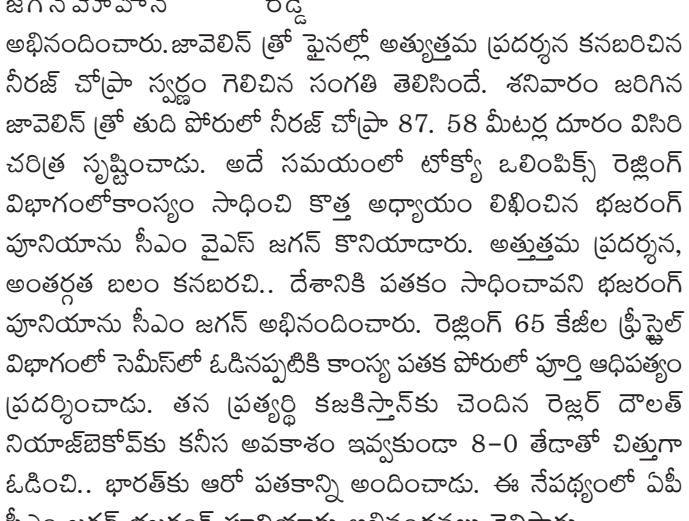 అభినందించారు.జావెలిన్ త్రో ఫైనల్లో అత్యుత్తమ ప్రదర్శన కనబరిచిన
నీరజ్ చోప్రా స్వర్ణం గెలిచిన సంగతి తెలిసిందే. శనివారం జరిగిన
జావెలిన్ త్రో తుది పోరులో నీరజ్ చోప్రా 87. 58 మీటర్ల దూరం విసిరి
చరిత్ర సృష్టించాడు. అదే సమయంలో టోక్యో ఒలింపిక్స్ రెజ్లింగ్
విభాగంలోకాంస్యం సాధించి కొత్త అధ్యాయం లిఖించిన భజరంగ్
పూనియాను సీఎం వైఎస్ జగన్ కొనియాడారు. అత్తుత్తమ ప్రదర్శన,
అంతర్గత బలం కనబరచి.. దేశానికి పతకం సాధించావని భజరంగ్
పూనియాను సీఎం జగన్ అభినందించారు. రెజ్లింగ్ 65 కేజీల ఫ్రీస్టైల్
విభాగంలో సెమీస్‌లో ఓడినప్పటికి కాంస్య పతక పోరులో పూర్తి ఆధిపత్యం
ప్రదర్శించాడు. తన ప్రత్యర్థి కజకిస్తాన్‌కు చెందిన రెజ్లర్ దౌలత్
నియాజ్‌బెకోవ్‌కు కనీస అవకాశం ఇవ్వకుండా 8-0 తేడాతో చిత్తుగా
ఓడించి.. భారత్‌కు ఆరో పతకాన్ని అందించాడు. ఈ నేపథ్యంలో ఏపీ